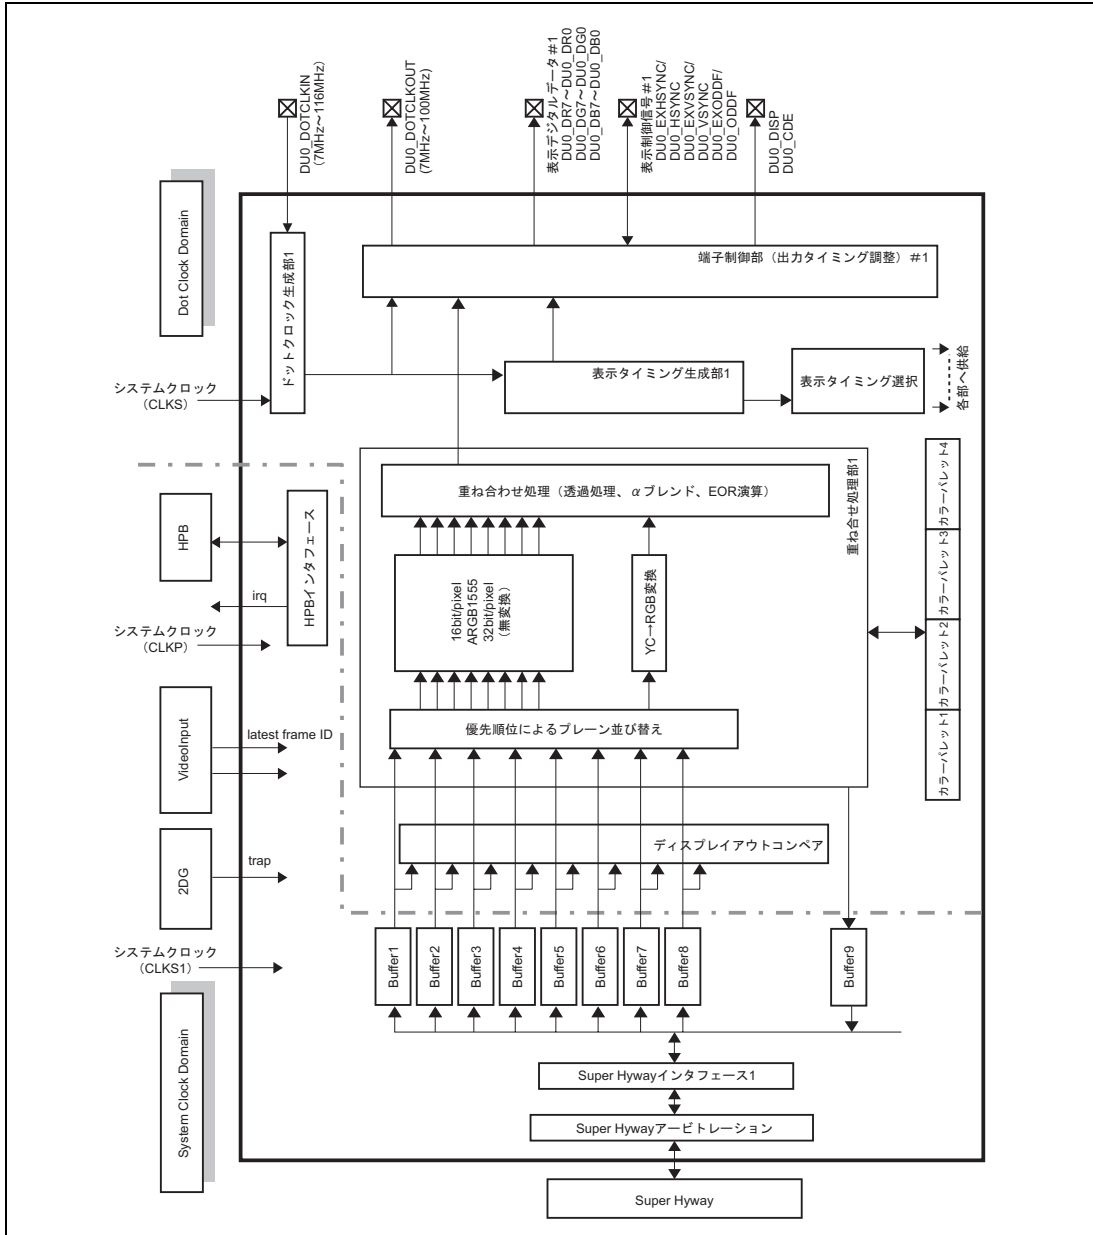 DU0_DOTCLKIN
(7MHz～116MHz)
DU0_DOTCLKOUT
(7MHz～100MHz)
表示デジタルデータ＃1
DU0_DR7～DU0_DR0
DU0_DG7～DU0_DG0
DU0_DB7～DU0_DB0
表示制御信号＃1
DU0_EXHSYNC/
DU0_HSYNC
DU0_EXVSYNC/
DU0_VSYNC
DU0_EXODDF/
DU0_ODDF
DU0_DISP
DU0_CDE
Dot Clock Domain
ドットクロック生成部1
端子制御部（出力タイミング調整）＃1
システムクロック
（CLKS）
表示タイミング生成部1
表示タイミング選択
各部へ供給
HPB
HPBインタフェース
irq
システムクロック
（CLKP）
重ね合せ処理部1
重ね合わせ処理（透過処理、αブレンド、EOR演算）
16bit/pixel
ARGB1555
32bit/pixel
（無変換）
YC→RGB変換
カラーパレット4
カラーパレット3
カラーパレット2
カラーパレット1
優先順位によるプレーン並び替え
VideoInput
latest frame ID
ディスプレイアウトコンペア
2DG
trap
システムクロック
（CLKS1）
Buffer1
Buffer2
Buffer3
Buffer4
Buffer5
Buffer6
Buffer7
Buffer8
Buffer9
System Clock Domain
Super Hywayインタフェース1
Super Hywayアービトレーション
Super Hyway